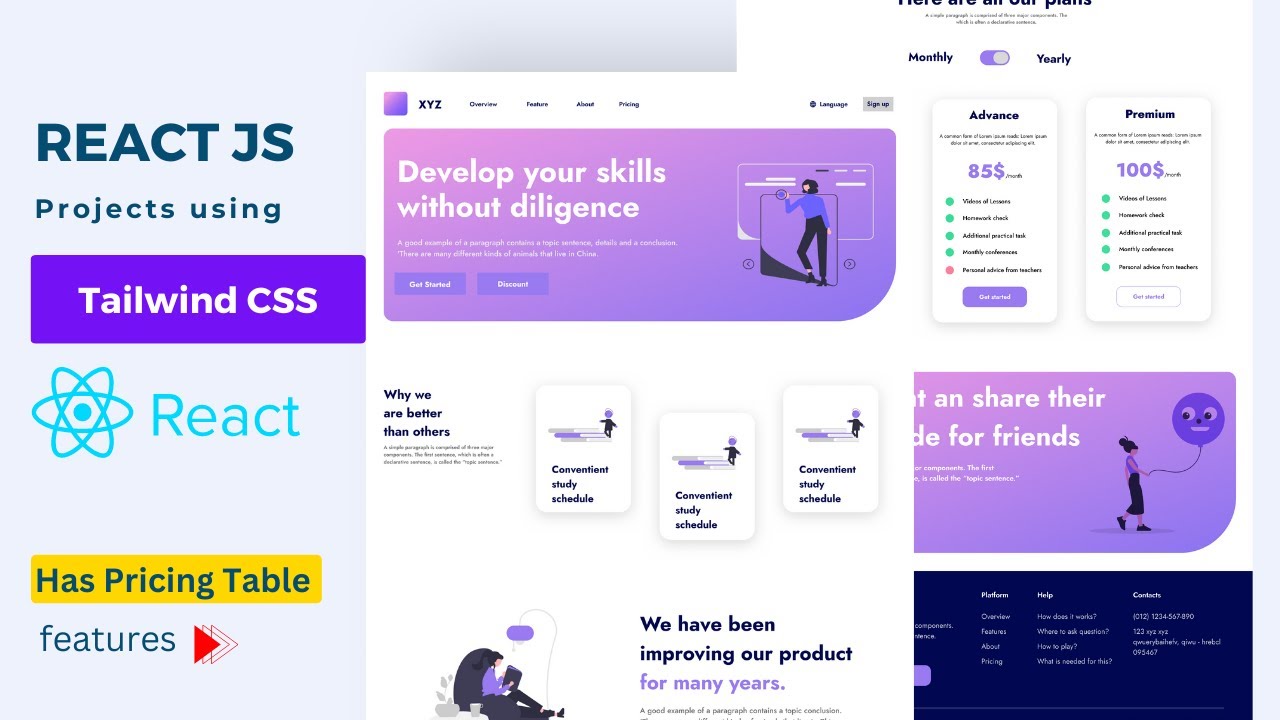 REACT JS
Projects using
Tailwind CSS
React
Has Pricing Table
features
XYZ
Overview
Feature
About
Pricing
Language
Sign up
Develop your skills
without diligence
A good example of a paragraph contains a topic sentence, details and a conclusion.
'There are many different kinds of animals that live in China.
Get Started
Discount
Why we
are better
than others
A simple paragraph is comprised of three major
components. The first sentence, which is often a
declarative sentence, is called the "topic sentence."
Conventient
study
schedule
Conventient
study
schedule
Conventient
study
schedule
We have been
improving our product
for many years.
A good example of a paragraph contains a topic conclusion.
Here are all our plans
A simple paragraph is comprised of three major components. The
which is often a declarative sentence.
Monthly
Yearly
Advance
A common form of Lorem ipsum reads: Lorem ipsum
dolor sit amet, consectetur adipiscing elit.
85$/month
Videos of Lessons
Homework check
Additional practical task
Monthly conferences
Personal advice from teachers
Get started
Premium
A common form of Lorem ipsum reads: Lorem ipsum
dolor sit amet, consectetur adipiscing elit.
100$/month
Videos of Lessons
Homework check
Additional practical task
Monthly conferences
Personal advice from teachers
Get started
t an share their
de for friends
or components. The first
e, is called the "topic sentence."
components.
ntence.
Platform
Overview
Features
About
Pricing
Help
How does it works?
Where to ask question?
How to play?
What is needed for this?
Contacts
(012) 1234-567-890
123 xyz xyz
qwuerybeihefv, qiwu - hrebcl
095467